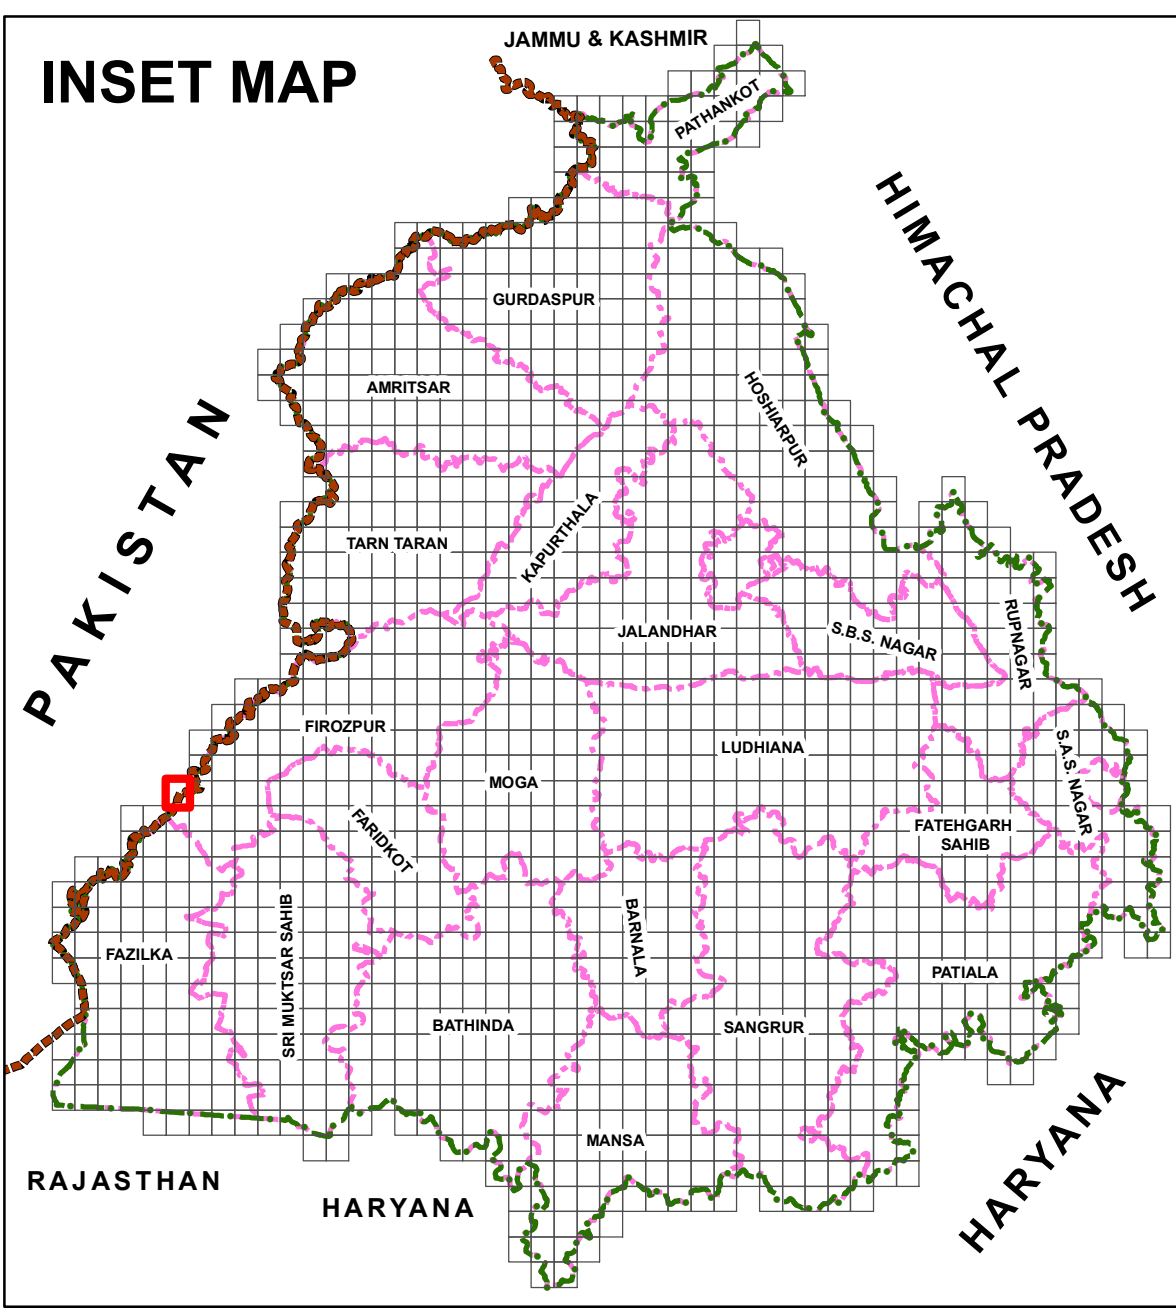 JAMMU & KASHMIR
INSET MAP
PATHANKOT
HIMACHAL PRADESH
GURDASPUR
AMRITSAR
HOSHIARPUR
PAKISTAN
KAPURTHALA
TARN TARAN
JALANDHAR
S.B.S. NAGAR
RUPNAGAR
FIROZPUR
LUDHIANA
MOGA
S.A.S. NAGAR
FARIDKOT
FATEHGARH
SAHIB
BARNALA
SRI MUKTSAR SAHIB
FAZILKA
PATIALA
BATHINDA
SANGRUR
MANSA
RAJASTHAN
HARYANA
HARYANA